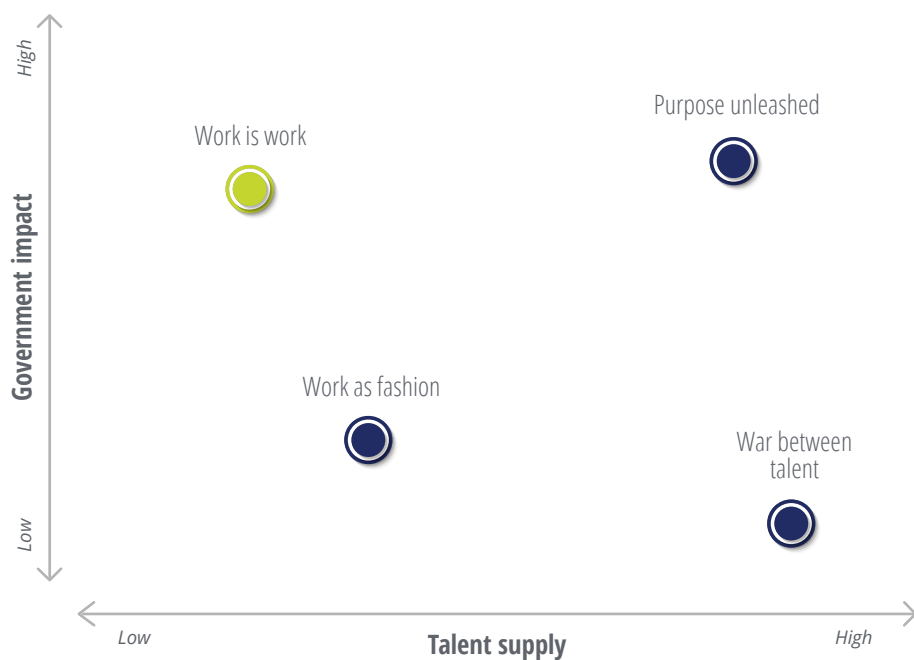 High
Purpose unleashed
Work is work
Government impact
Work as fashion
War between
talent
Low
Low
Talent supply
High